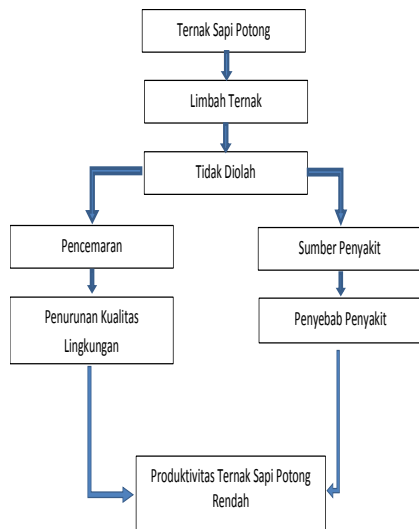 Ternak Sapi Potong
Limbah Ternak
Tidak Diolah
Pencemaran
Sumber Penyakit
Penurunan Kualitas
Lingkungan
Penyebab Penyakit
Produktivitas Ternak Sapi Potong
Rendah